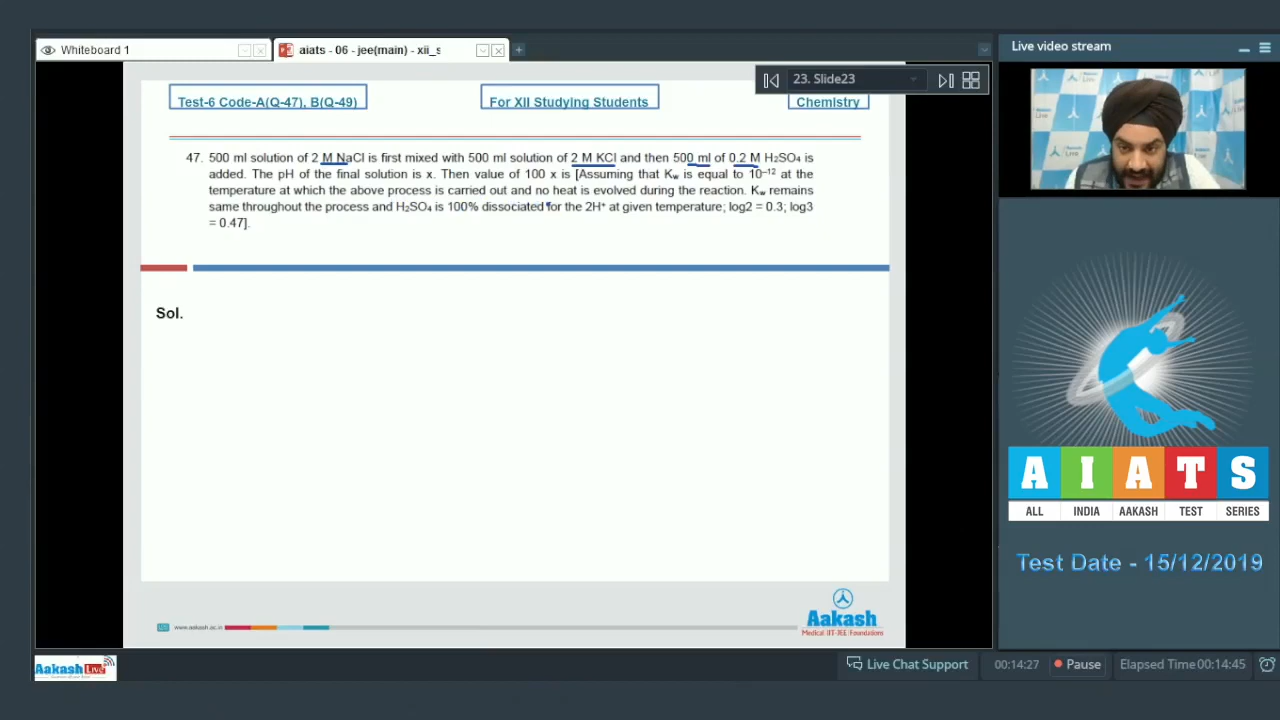 Whiteboard 1
aiats - 06 - jee(main) - xii_s
Live video stream
23. Slide23
Test-6 Code-A(Q-47), B(Q-49)
For XII Studying Students
Chemistry
47. 500 ml solution of 2 M NaCl is first mixed with 500 ml solution of 2 M KCl and then 500 ml of 0.2 M H₂SO₄ is
added. The pH of the final solution is x. Then value of 100 x is [Assuming that Kw is equal to 10⁻¹² at the
temperature at which the above process is carried out and no heat is evolved during the reaction. Kw remains
same throughout the process and H₂SO₄ is 100% dissociated for the 2H⁺ at given temperature; log2 = 0.3; log3
= 0.47].
Sol.
www.aakash.ac.in
Aakash
Medical|IIT-JEE|Foundations
A I A T S
ALL INDIA AAKASH TEST SERIES
Test Date - 15/12/2019
Aakash Live
Live Chat Support
00:14:27
Pause
Elapsed Time 00:14:45